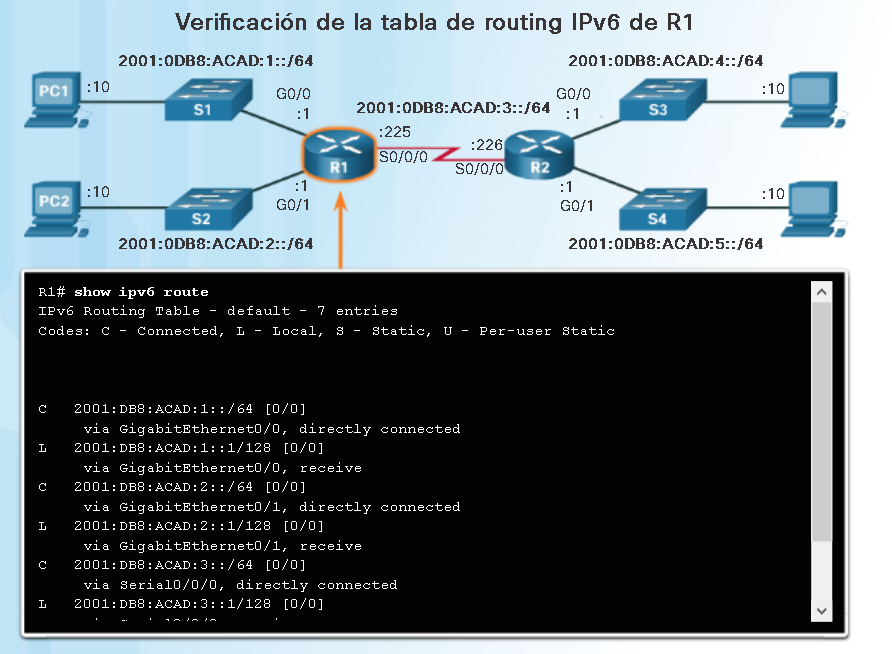 Verificación de la tabla de routing IPv6 de R1
2001:0DB8:ACAD:1::/64
2001:0DB8:ACAD:4::/64
PC1
:10
S1
G0/0
:1
2001:0DB8:ACAD:3::/64
G0/0
:1
S3
:10
:225
S0/0/0
R1
:226
S0/0/0
R2
PC2
:10
S2
:1
G0/1
:1
G0/1
S4
:10
2001:0DB8:ACAD:2::/64
2001:0DB8:ACAD:5::/64
R1# show ipv6 route
IPv6 Routing Table - default - 7 entries
Codes: C - Connected, L - Local, S - Static, U - Per-user Static
C 2001:DB8:ACAD:1::/64 [0/0]
via GigabitEthernet0/0, directly connected
L 2001:DB8:ACAD:1::1/128 [0/0]
via GigabitEthernet0/0, receive
C 2001:DB8:ACAD:2::/64 [0/0]
via GigabitEthernet0/1, directly connected
L 2001:DB8:ACAD:2::1/128 [0/0]
via GigabitEthernet0/1, receive
C 2001:DB8:ACAD:3::/64 [0/0]
via Serial0/0/0, directly connected
L 2001:DB8:ACAD:3::1/128 [0/0]